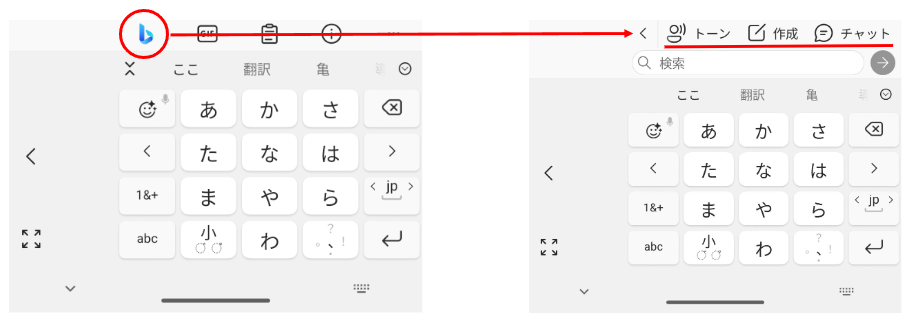 GIF
ここ 翻訳 亀
あ か さ
た な は
1&+ ま や ら jp
abc 小 わ 、 。 ? !
トーン 作成 チャット
検索
ここ 翻訳 亀
あ か さ
た な は
1&+ ま や ら jp
abc 小 わ 、 。 ? !